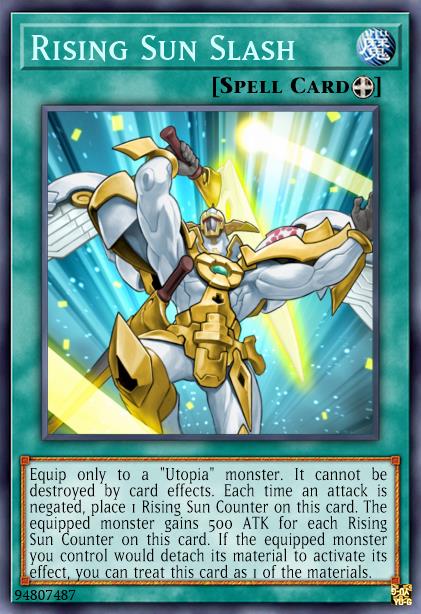 Rising Sun Slash
魔
[Spell Card]
Equip only to a "Utopia" monster. It cannot be
destroyed by card effects. Each time an attack is
negated, place 1 Rising Sun Counter on this card. The
equipped monster gains 500 ATK for each Rising
Sun Counter on this card. If the equipped monster
you control would detach its material to activate its
effect, you can treat this card as 1 of the materials.
94807487